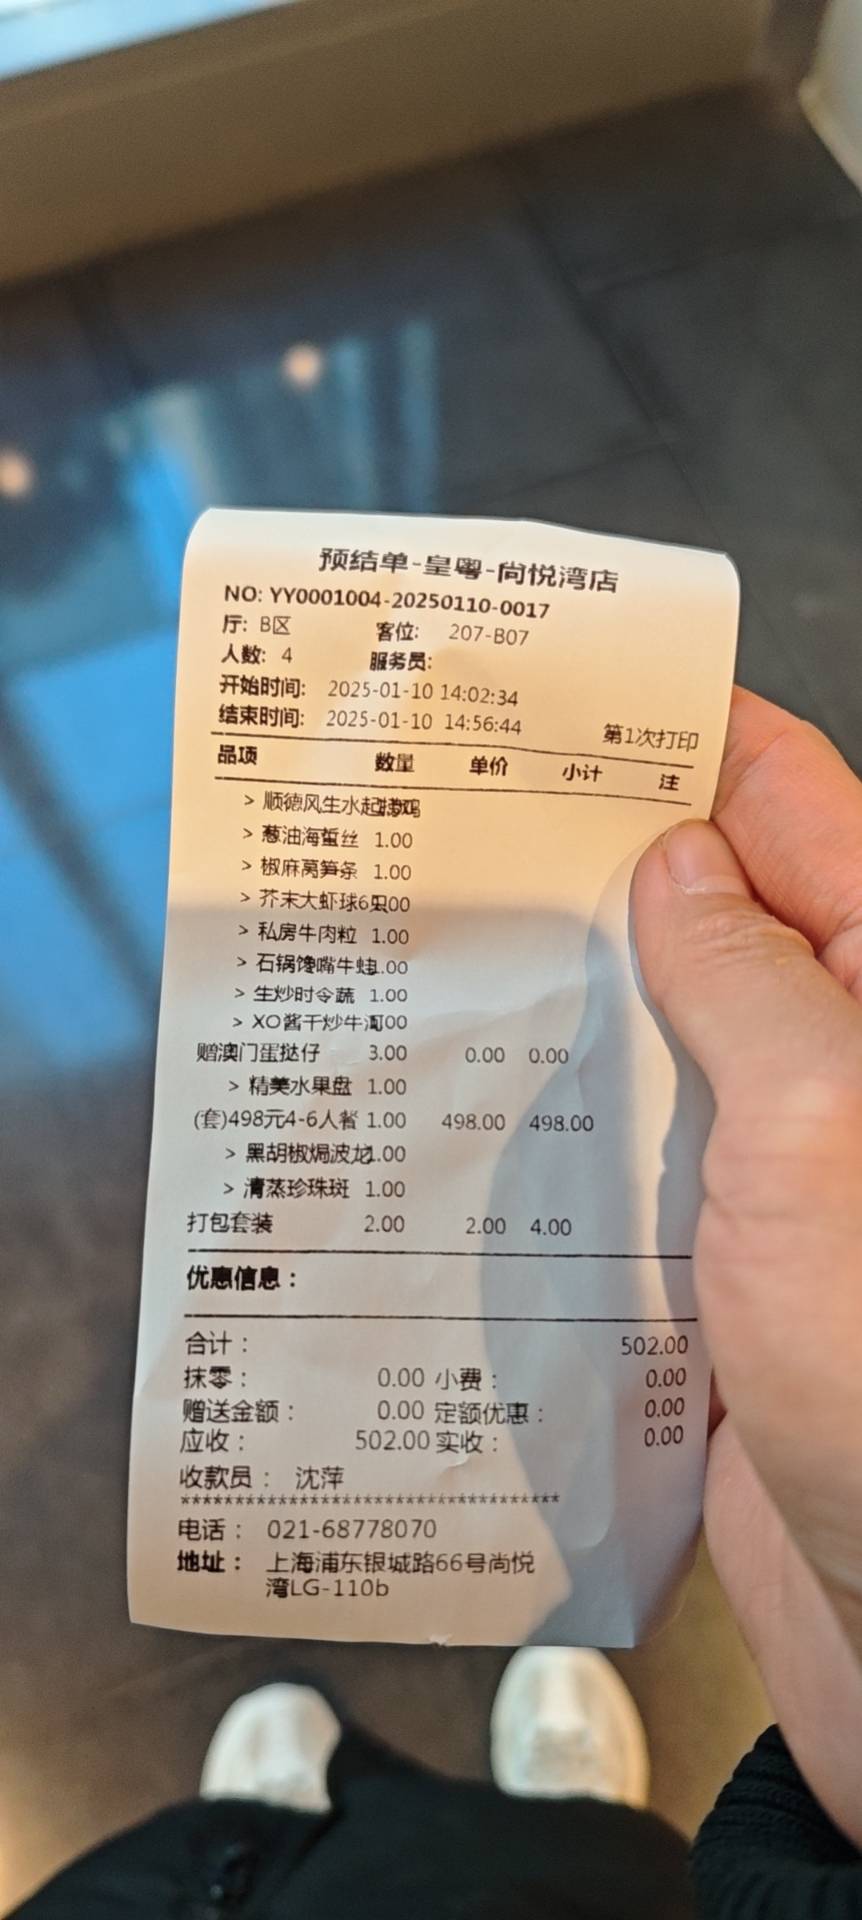 预结单-皇粤-尚悦湾店
NO: YY0001004-20250110-0017
厅: B区 客位: 207-B07
人数: 4 服务员:
开始时间: 2025-01-10 14:02:34
结束时间: 2025-01-10 14:56:44 第1次打印
品项 数量 单价 小计 注
> 顺德风生水起捞鸡
> 葱油海蜇丝 1.00
> 椒麻莴笋条 1.00
> 芥末大虾球6只 .00
> 私房牛肉粒 1.00
> 石锅馋嘴牛蛙 1.00
> 生炒时令蔬 1.00
> XO酱干炒牛河 .00
赠澳门蛋挞仔 3.00 0.00 0.00
> 精美水果盘 1.00
(套)498元4-6人餐 1.00 498.00 498.00
> 黑胡椒焗波龙 1.00
> 清蒸珍珠斑 1.00
打包套装 2.00 2.00 4.00
优惠信息：
合计： 502.00
抹零： 0.00 小费： 0.00
赠送金额： 0.00 定额优惠： 0.00
应收： 502.00 实收： 0.00
收款员： 沈萍
***********************************
电话： 021-68778070
地址： 上海浦东银城路66号尚悦
湾LG-110b